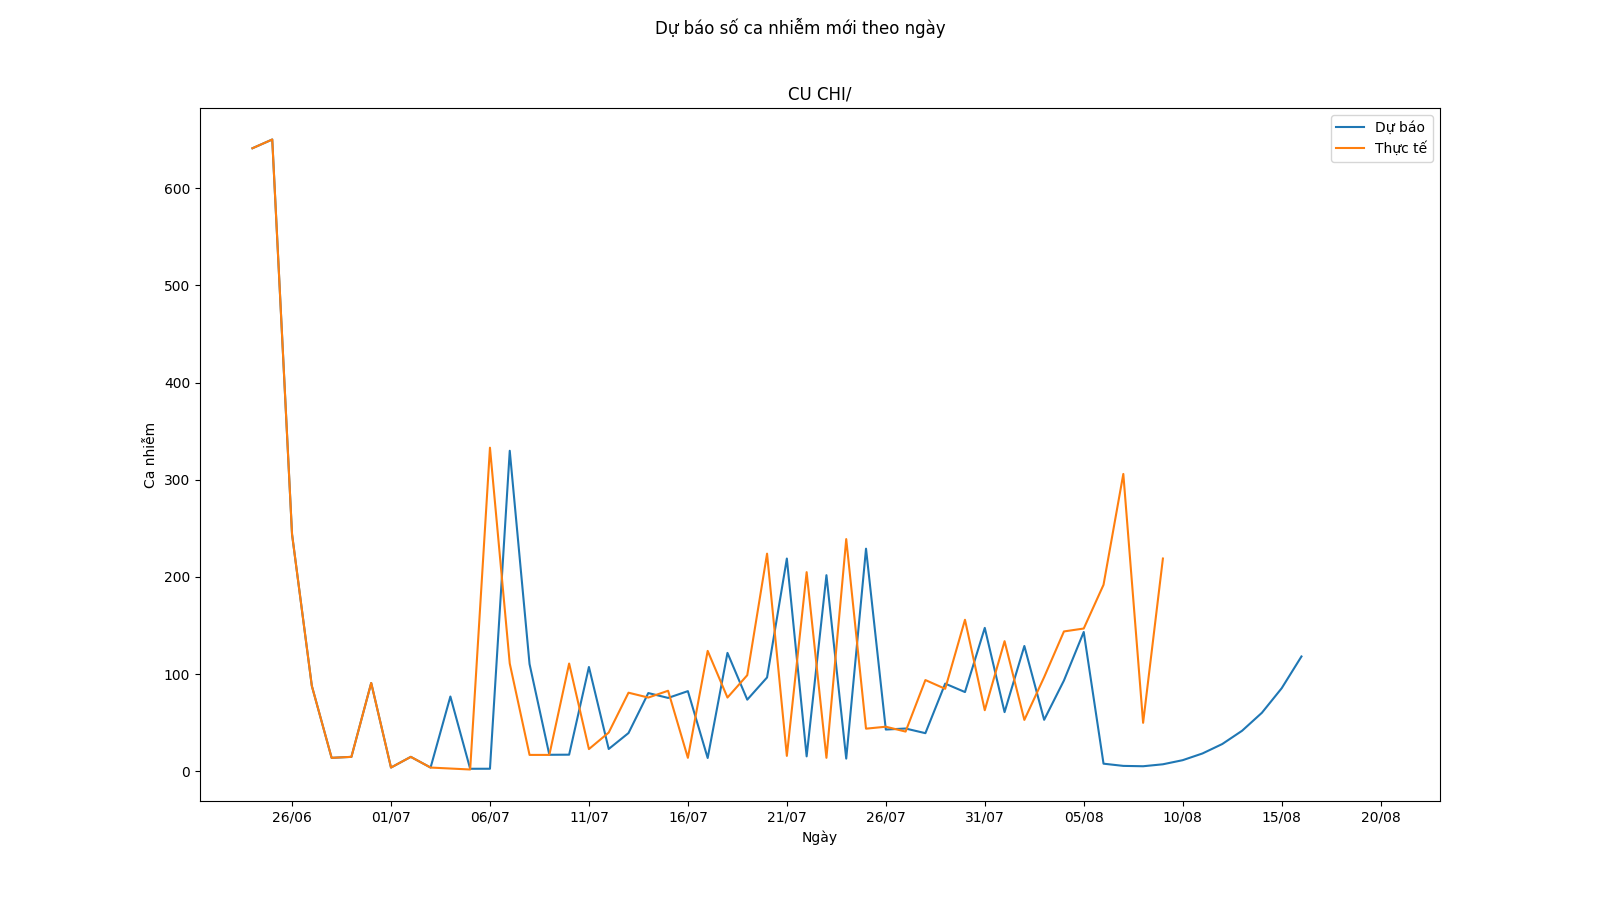 Dự báo số ca nhiễm mới theo ngày
CU CHI/
Dự báo
Thực tế
600
500
400
300
200
100
0
Ca nhiễm
26/06 01/07 06/07 11/07 16/07 21/07 26/07 31/07 05/08 10/08 15/08 20/08
Ngày